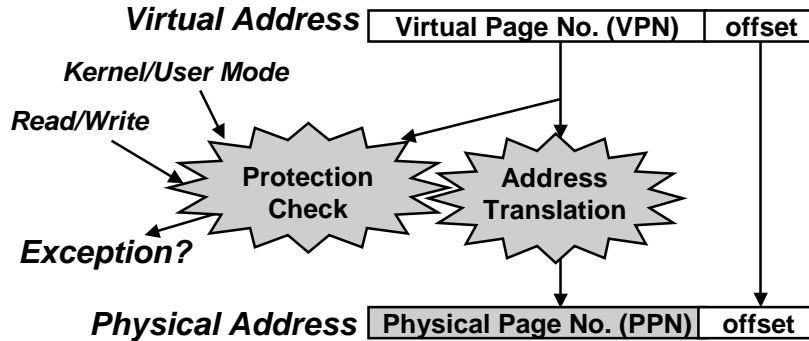 Virtual Address Virtual Page No. (VPN) offset
Kernel/User Mode
Read/Write
Protection
Check
Address
Translation
Exception?
Physical Address Physical Page No. (PPN) offset